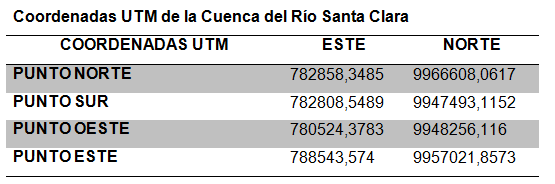 Coordenadas UTM de la Cuenca del Río Santa Clara
COORDENADAS UTM ESTE NORTE
PUNTO NORTE 782858,3485 9966608,0617
PUNTO SUR 782808,5489 9947493,1152
PUNTO OESTE 780524,3783 9948256,116
PUNTO ESTE 788543,574 9957021,8573